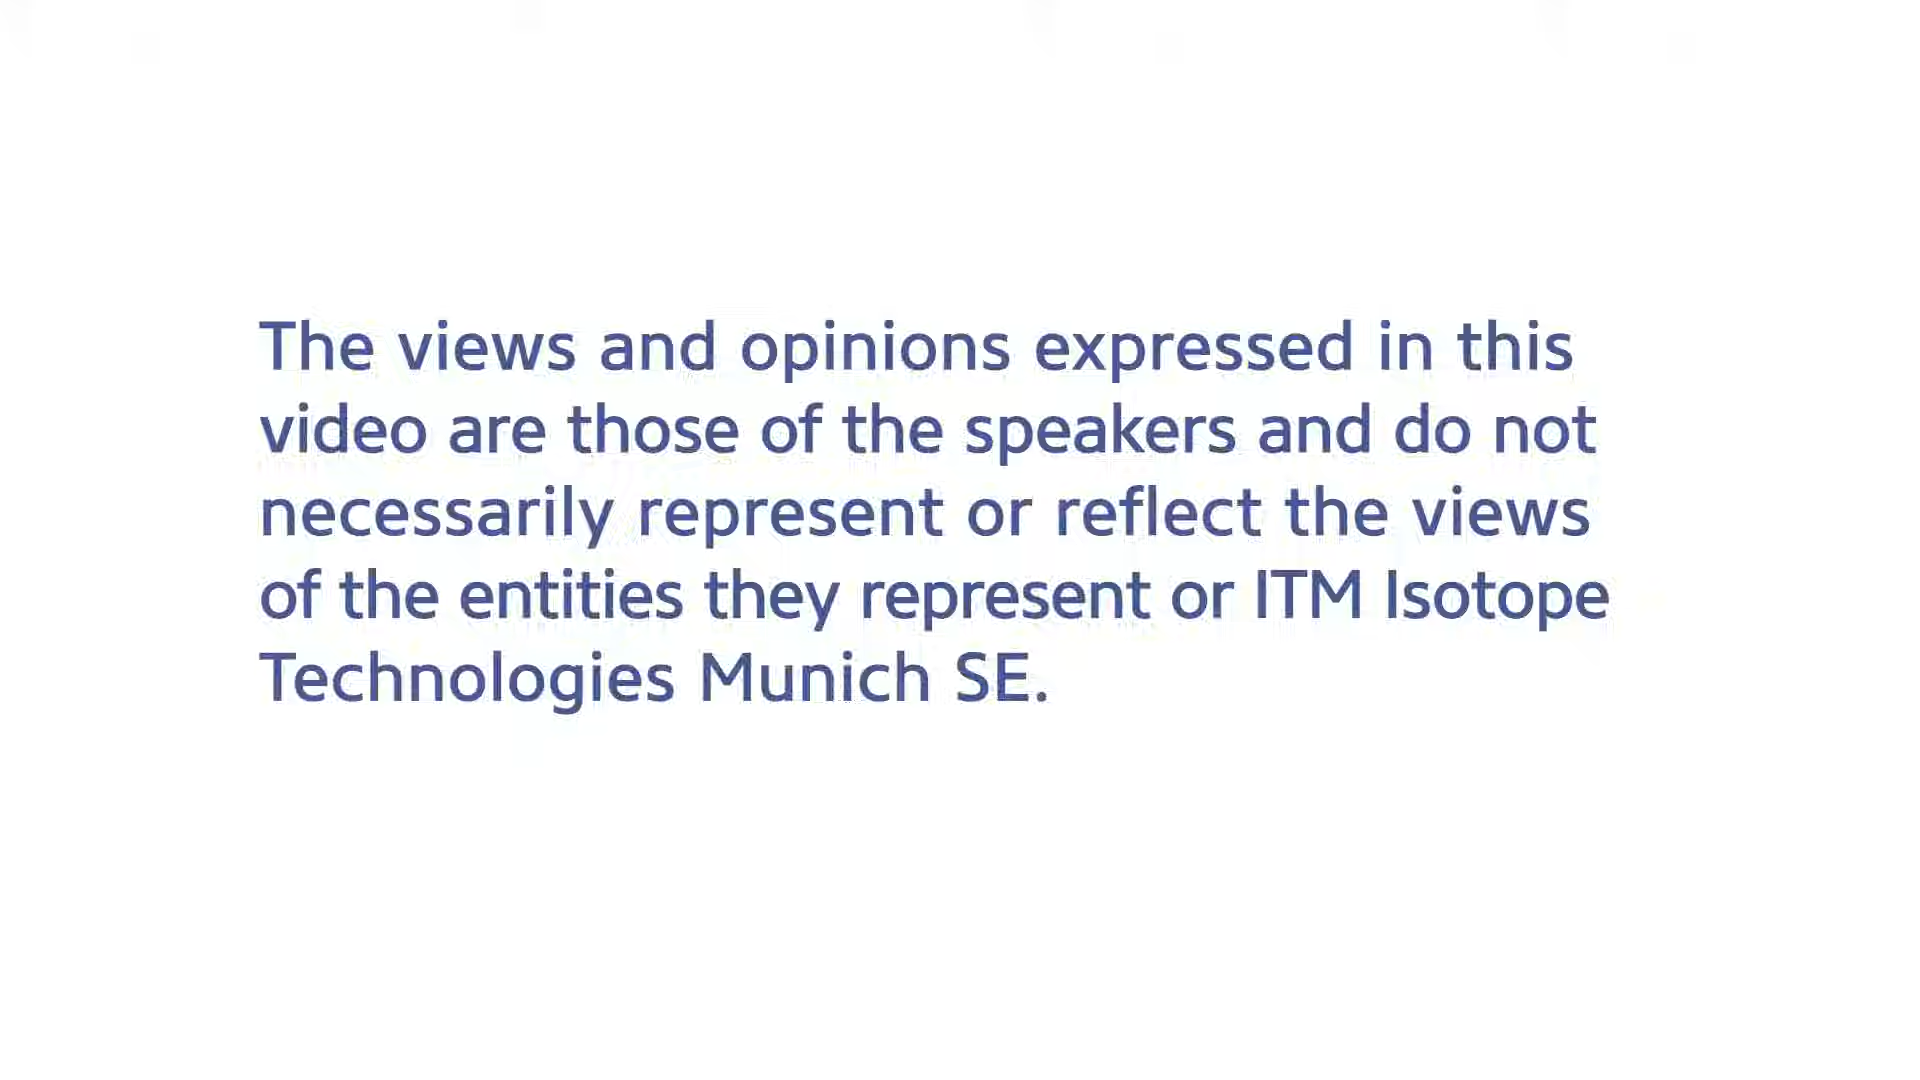 The views and opinions expressed in this
video are those of the speakers and do not
necessarily represent or reflect the views
of the entities they represent or ITM Isotope
Technologies Munich SE.